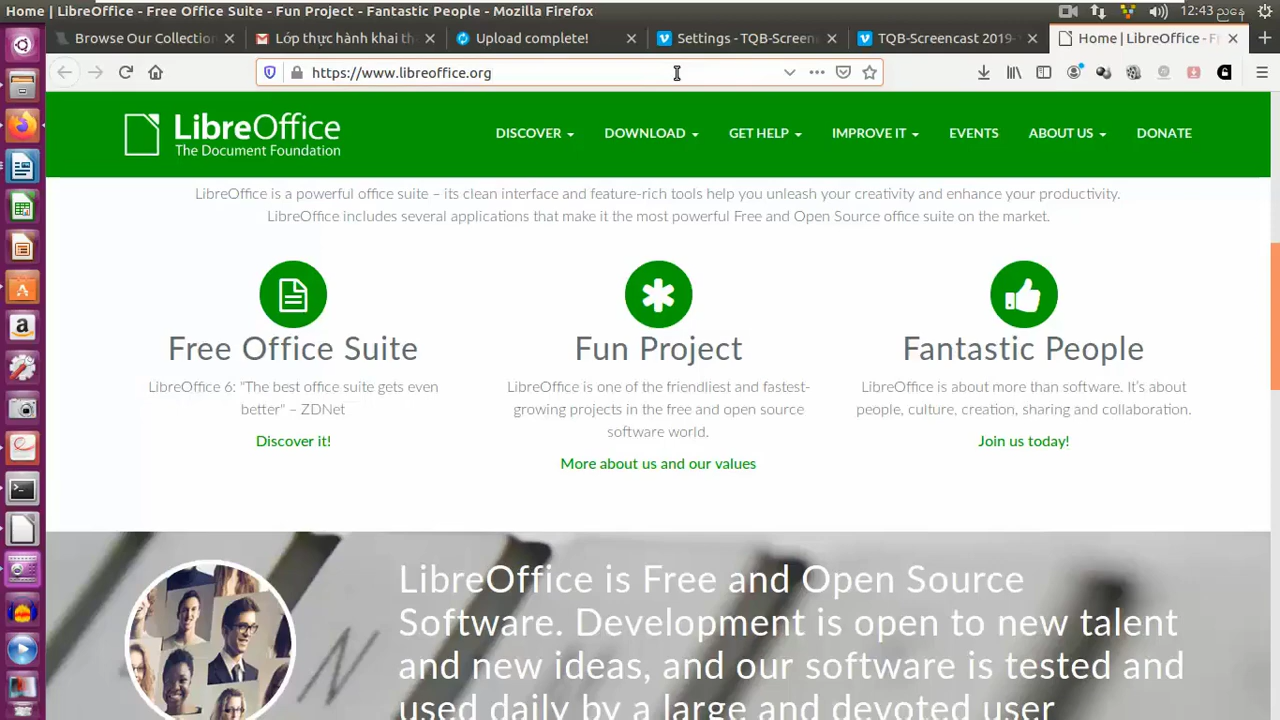 Home | LibreOffice - Free Office Suite - Fun Project - Fantastic People - Mozilla Firefox
12:43 ညနေ
Browse Our Collection
Lớp thực hành khai th
Upload complete!
Settings - TQB-Screen
TQB-Screencast 2019-
Home | LibreOffice - F
https://www.libreoffice.org
LibreOffice
The Document Foundation
DISCOVER
DOWNLOAD
GET HELP
IMPROVE IT
EVENTS
ABOUT US
DONATE
LibreOffice is a powerful office suite – its clean interface and feature-rich tools help you unleash your creativity and enhance your productivity.
LibreOffice includes several applications that make it the most powerful Free and Open Source office suite on the market.
Free Office Suite
LibreOffice 6: "The best office suite gets even
better" – ZDNet
Discover it!
Fun Project
LibreOffice is one of the friendliest and fastest-
growing projects in the free and open source
software world.
More about us and our values
Fantastic People
LibreOffice is about more than software. It's about
people, culture, creation, sharing and collaboration.
Join us today!
LibreOffice is Free and Open Source
Software. Development is open to new talent
and new ideas, and our software is tested and
used daily by a large and devoted user